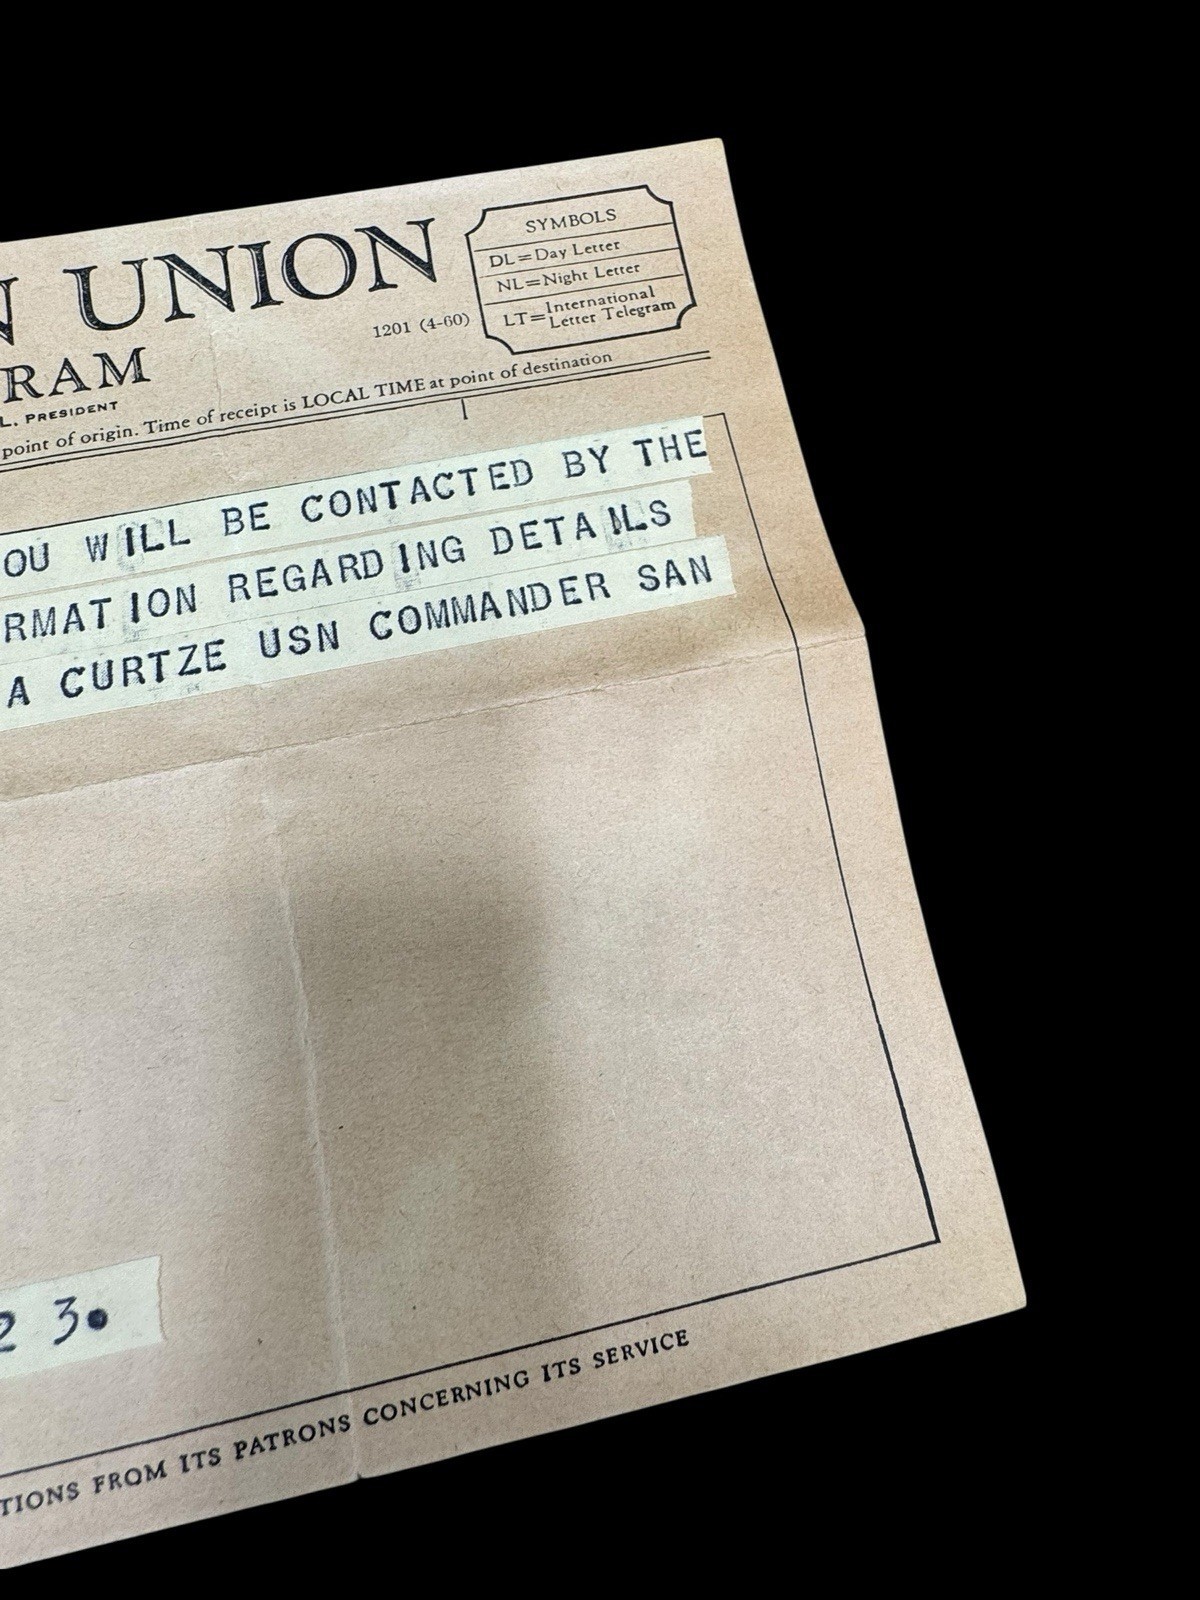 N UNION
RAM
L. PRESIDENT
1201 (4-60)
SYMBOLS
DL=Day Letter
NL=Night Letter
LT=International Letter Telegram
point of origin. Time of receipt is LOCAL TIME at point of destination
OU WILL BE CONTACTED BY THE
RMATION REGARDING DETAILS
A CURTZE USN COMMANDER SAN
2 3.
TIONS FROM ITS PATRONS CONCERNING ITS SERVICE